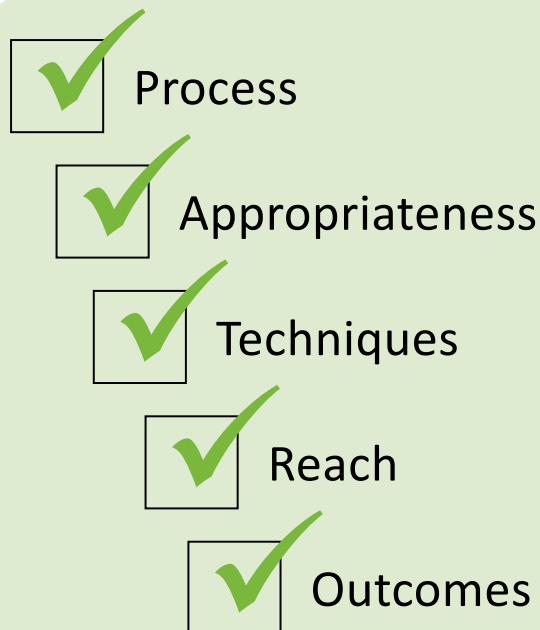 Process
Appropriateness
Techniques
Reach
Outcomes